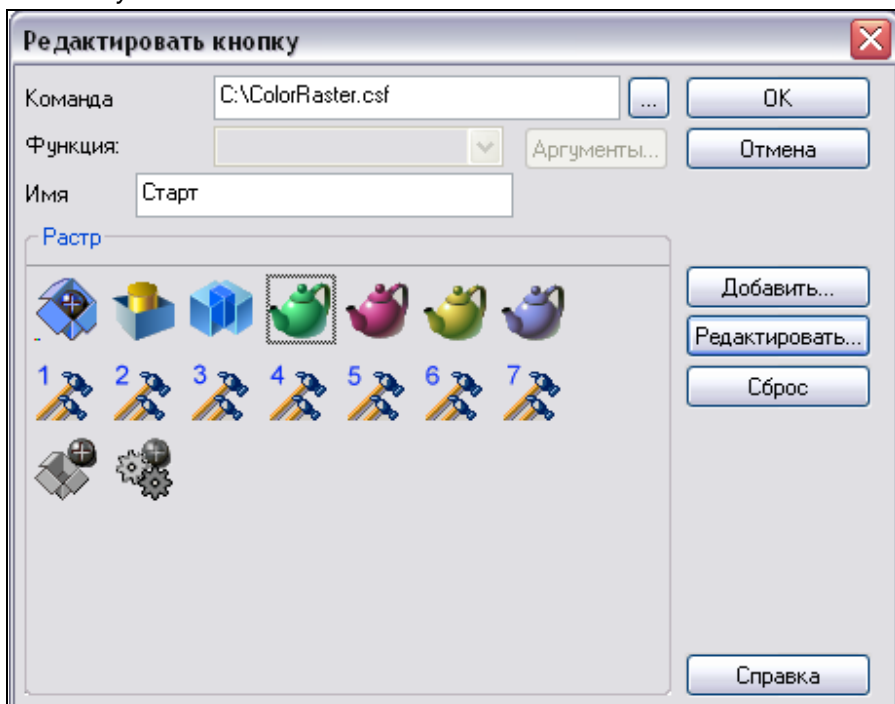 Редактировать кнопку
Команда C:\ColorRaster.csf ... ОК
Функция: Аргументы... Отмена
Имя Старт
Растр
Добавить...
Редактировать...
1 2 3 4 5 6 7
Сброс
Справка